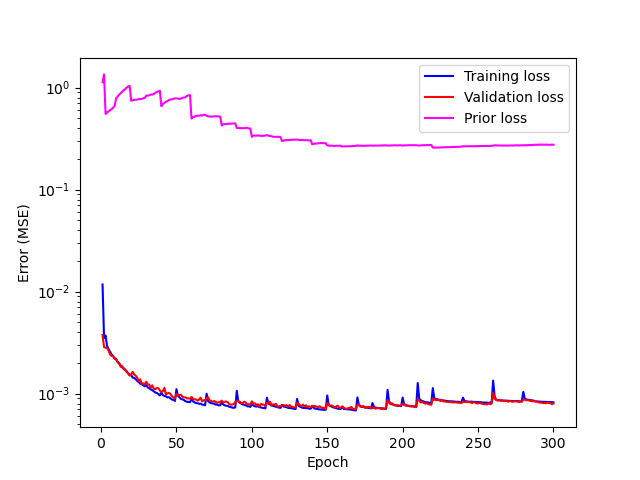 Training loss
Validation loss
Prior loss
Error (MSE)
10⁰
10⁻¹
10⁻²
10⁻³
0 50 100 150 200 250 300
Epoch